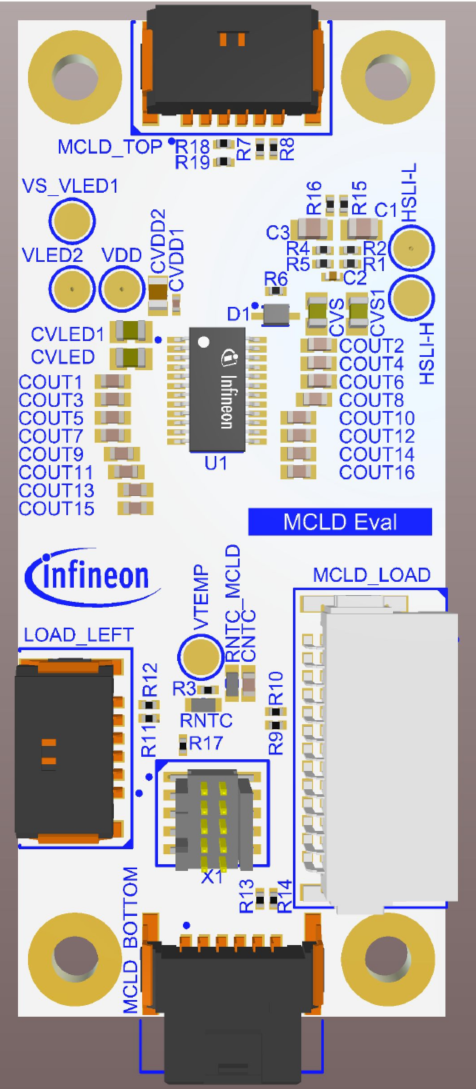 MCLD_TOP
R18
R19
R7
R8
VS_VLED1
VLED2
VDD
CVDD2
CVDD1
R16
R15
C1
HSLI-L
C3
R4
R5
R2
R1
C2
R6
D1
CVS
CVS1
HSLI-H
CVLED1
CVLED
COUT1
COUT3
COUT5
COUT7
COUT9
COUT11
COUT13
COUT15
Infineon
U1
COUT2
COUT4
COUT6
COUT8
COUT10
COUT12
COUT14
COUT16
MCLD Eval
infineon
VTEMP
RNTC_MCLD
CNTC
MCLD_LOAD
LOAD_LEFT
R12
R11
R3
RNTC
R10
R9
R17
X1
R13
R14
MCLD_BOTTOM